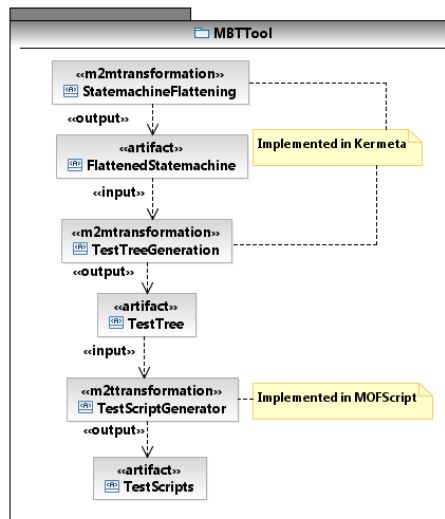 MBTTool
«m2mtransformation»
StatemachineFlattening
«output»
«artifact»
FlattenedStatemachine
Implemented in Kermeta
«input»
«m2mtransformation»
TestTreeGeneration
«output»
«artifact»
TestTree
«input»
«m2ttransformation»
TestScriptGenerator
Implemented in MOFScript
«output»
«artifact»
TestScripts